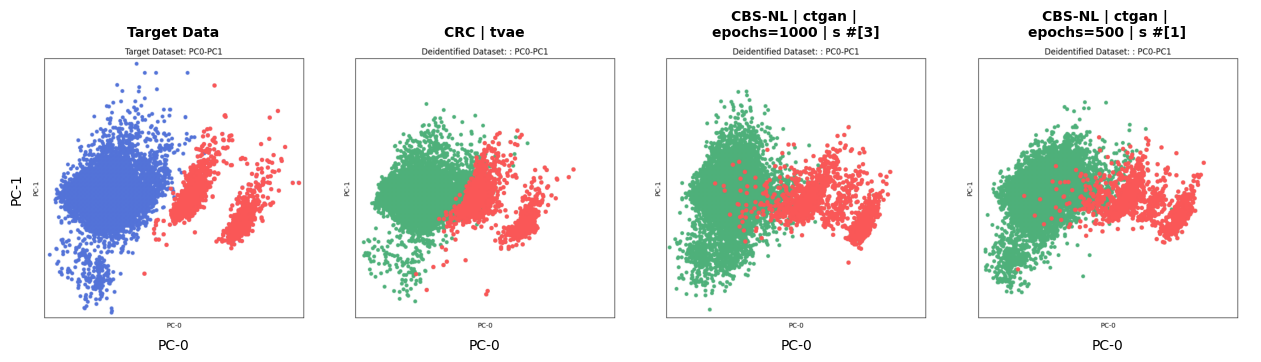 Target Data
Target Dataset: PC0-PC1
PC-1
PC-1
PC-0
PC-0
CRC | tvae
Deidentified Dataset: : PC0-PC1
PC-1
PC-0
PC-0
CBS-NL | ctgan |
epochs=1000 | s #[3]
Deidentified Dataset: : PC0-PC1
PC-1
PC-0
PC-0
CBS-NL | ctgan |
epochs=500 | s #[1]
Deidentified Dataset: : PC0-PC1
PC-1
PC-0
PC-0